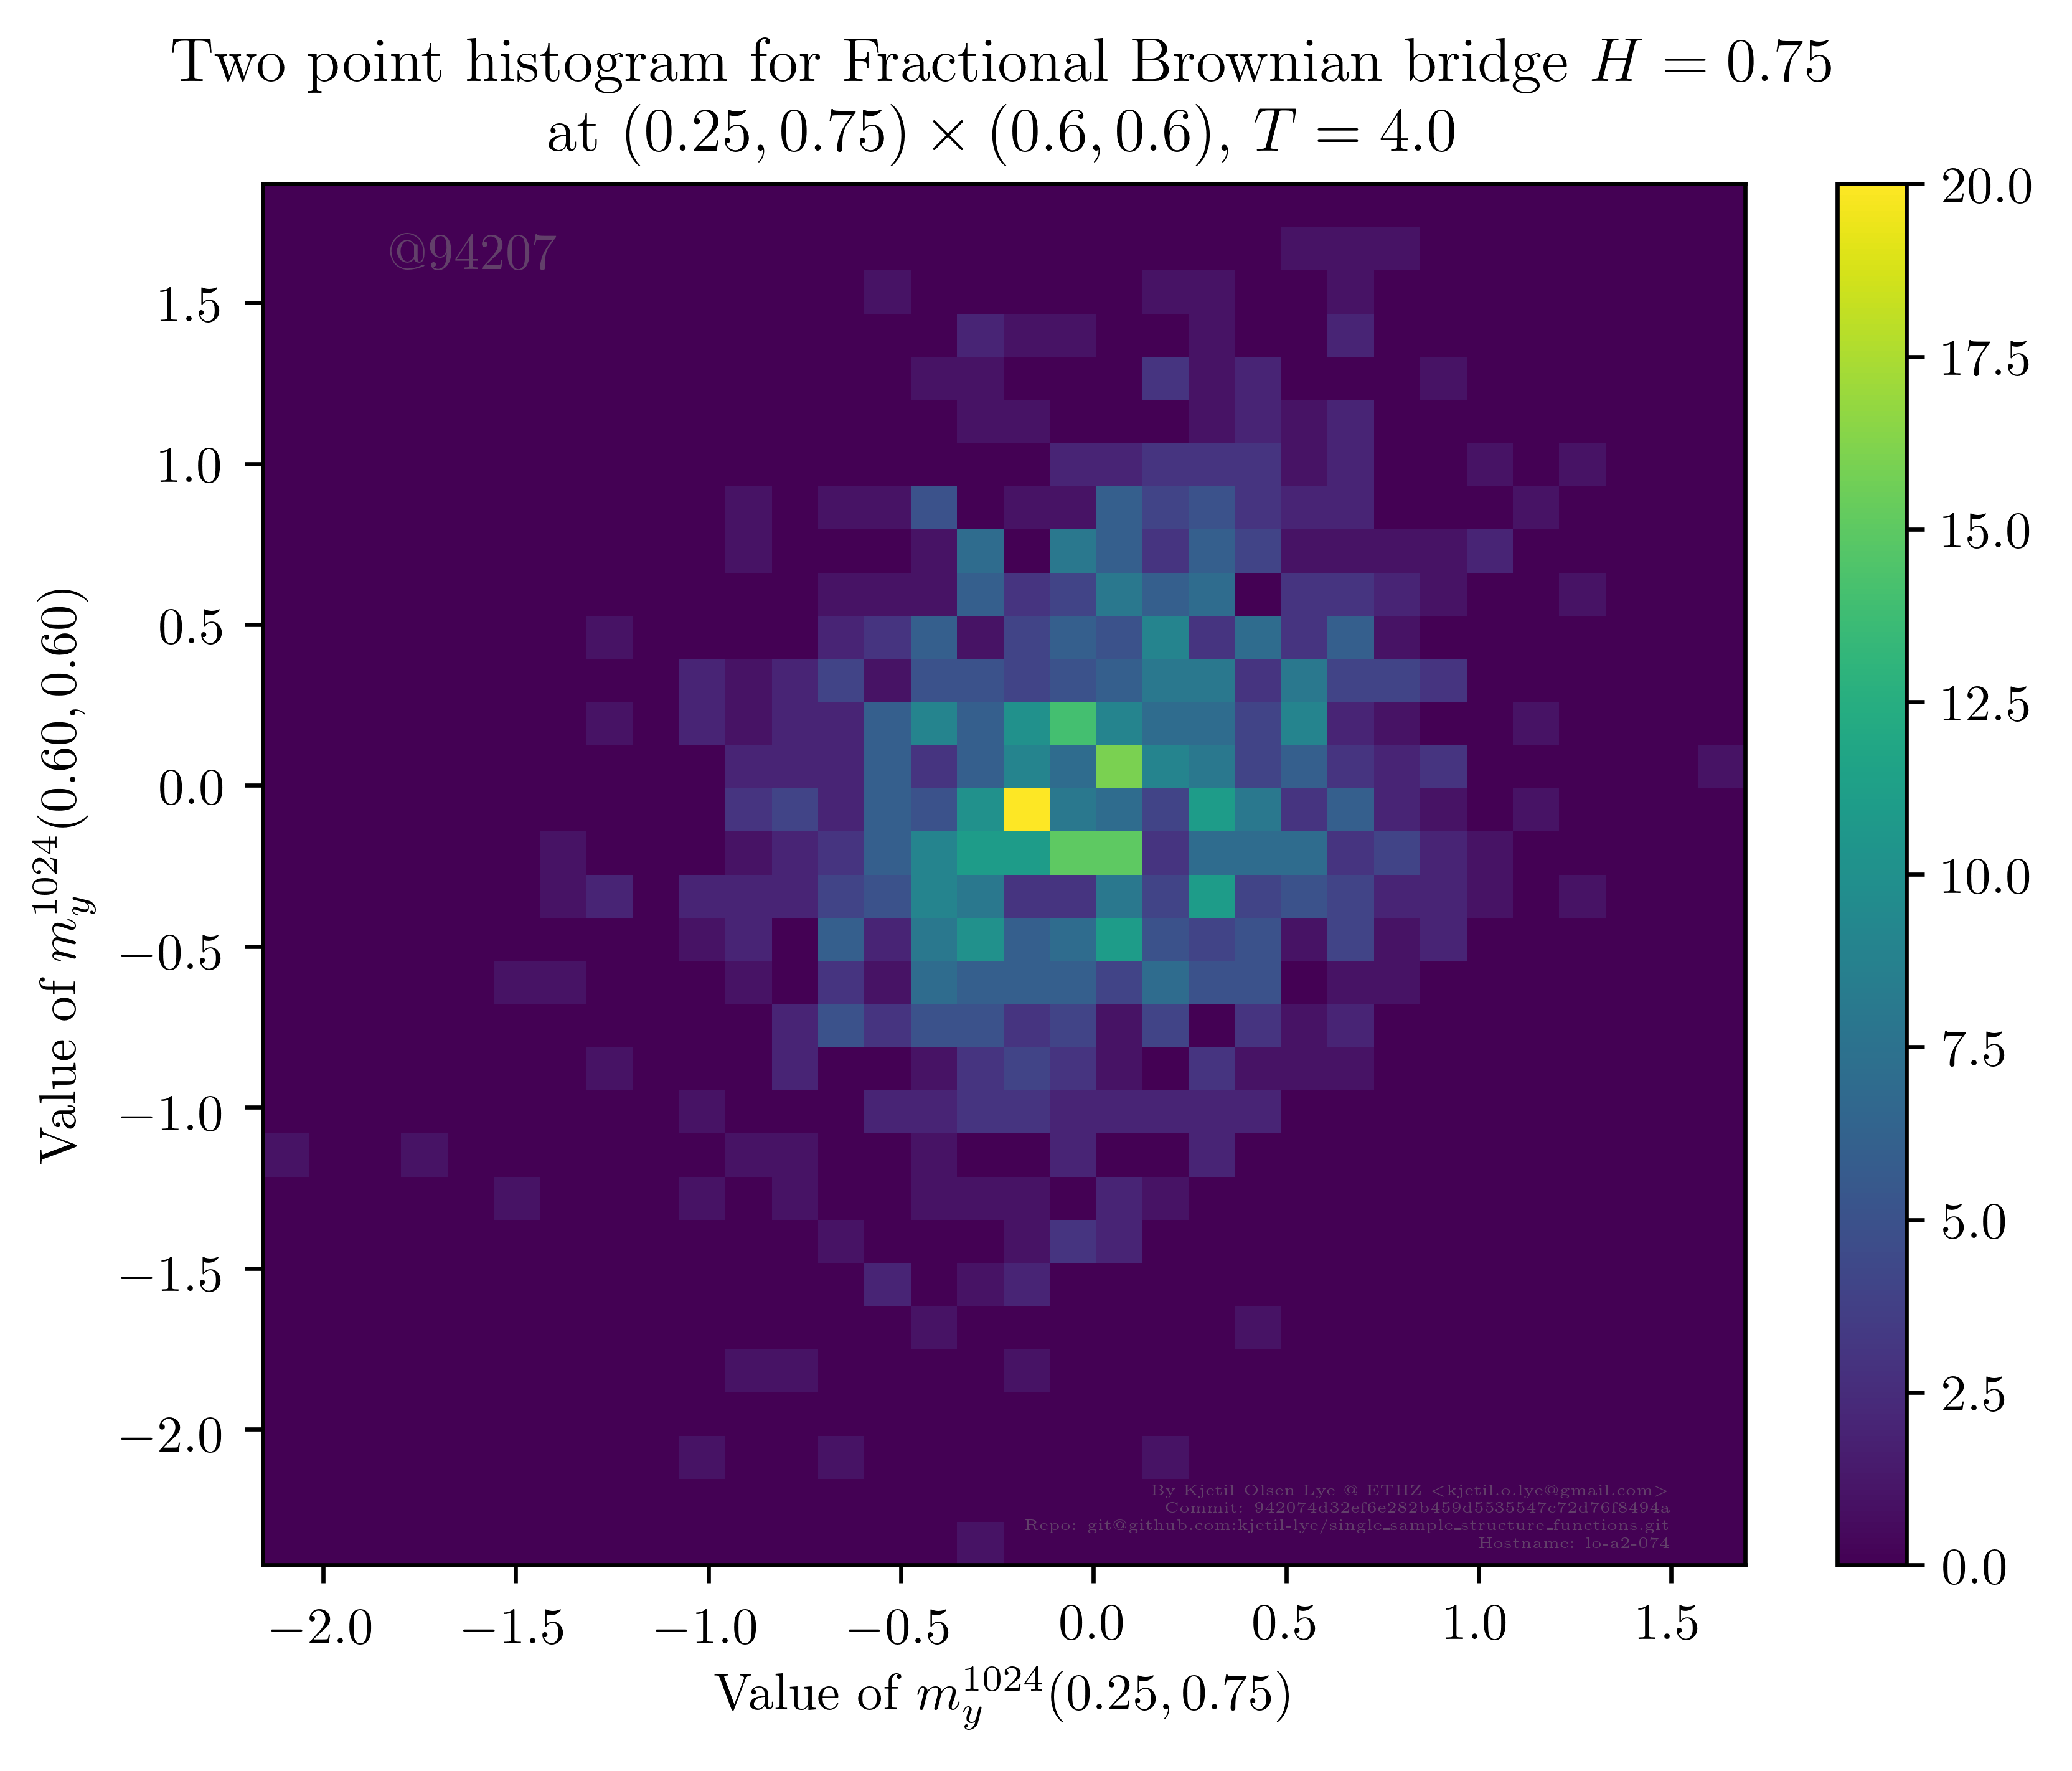 Two point histogram for Fractional Brownian bridge H = 0.75
at (0.25, 0.75) × (0.6, 0.6), T = 4.0
@94207
20.0
17.5
15.0
12.5
10.0
7.5
5.0
2.5
0.0
1.5
1.0
0.5
0.0
−0.5
−1.0
−1.5
−2.0
Value of m_y^1024(0.60, 0.60)
By Kjetil Olsen Lye @ ETHZ <kjetil.o.lye@gmail.com>
Commit: 942074d32ef6e282b459d5535547c72d76f8494a
Repo: git@github.com:kjetil-lye/single_sample_structure_functions.git
Hostname: lo-a2-074
−2.0 −1.5 −1.0 −0.5 0.0 0.5 1.0 1.5
Value of m_y^1024(0.25, 0.75)